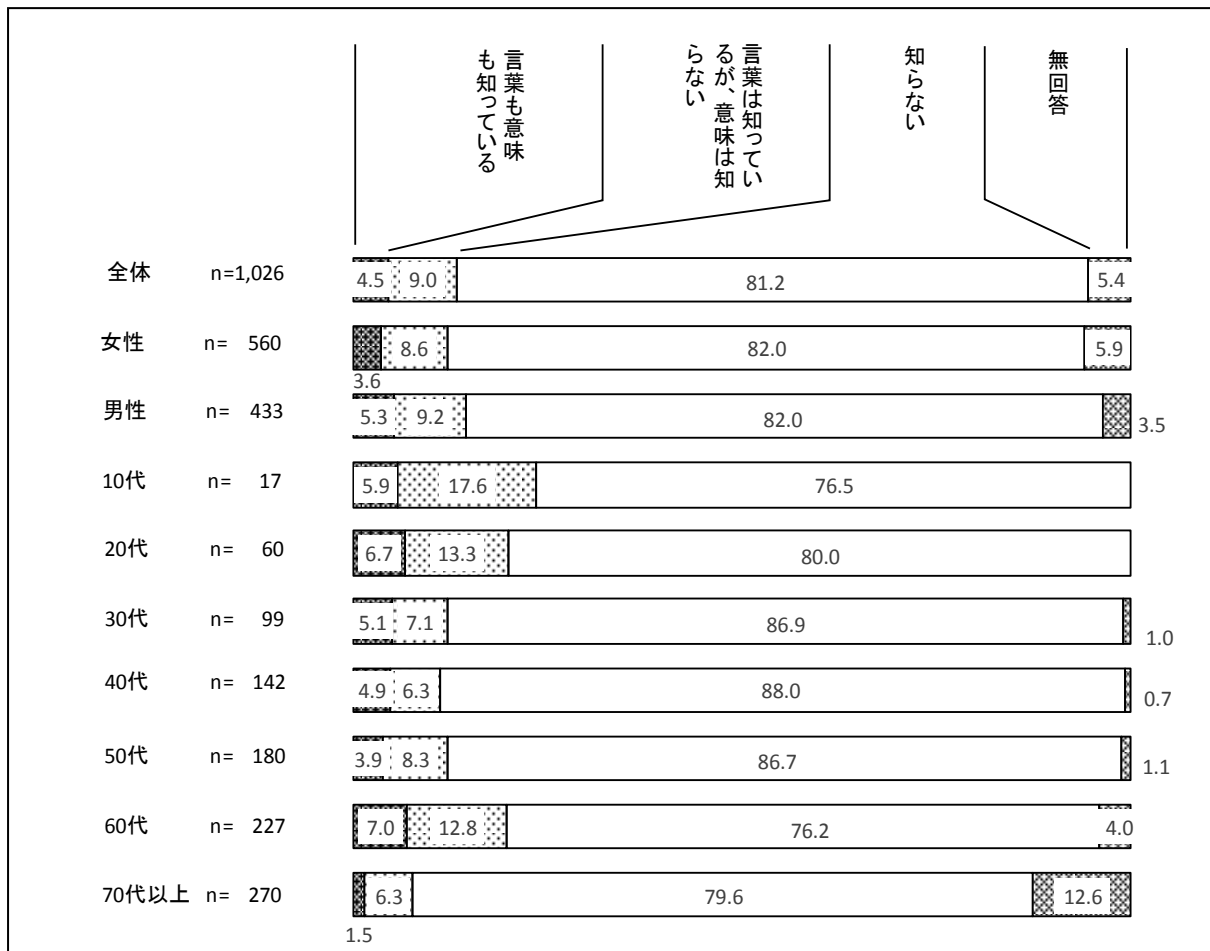 言葉も意味
も知っている
言葉は知ってい
るが、意味は知
らない
知らない
無回答
全体 n=1,026 4.5 9.0 81.2 5.4
女性 n= 560 8.6 82.0 5.9
3.6
男性 n= 433 5.3 9.2 82.0 3.5
10代 n= 17 5.9 17.6 76.5
20代 n= 60 6.7 13.3 80.0
30代 n= 99 5.1 7.1 86.9 1.0
40代 n= 142 4.9 6.3 88.0 0.7
50代 n= 180 3.9 8.3 86.7 1.1
60代 n= 227 7.0 12.8 76.2 4.0
70代以上 n= 270 6.3 79.6 12.6
1.5